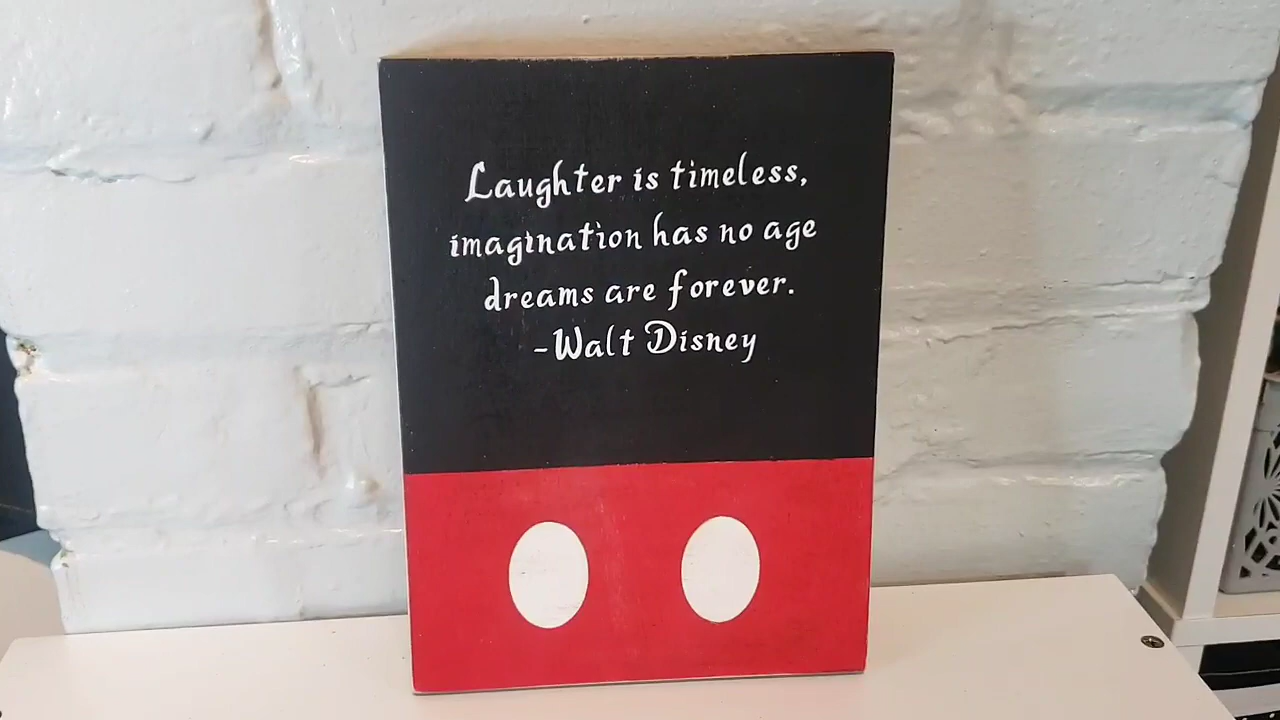 Laughter is timeless,
imagination has no age
dreams are forever.
-Walt Disney